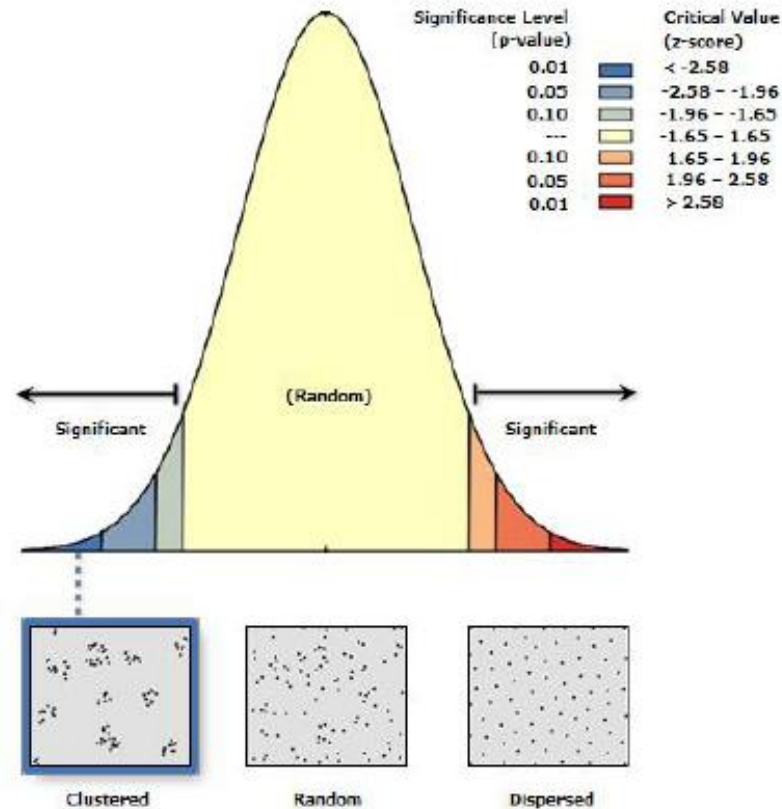 Significance Level Critical Value
(p-value) (z-score)
0.01 < -2.58
0.05 -2.58 – -1.96
0.10 -1.96 – -1.65
--- -1.65 – 1.65
0.10 1.65 – 1.96
0.05 1.96 – 2.58
0.01 > 2.58
(Random)
Significant Significant
Clustered Random Dispersed